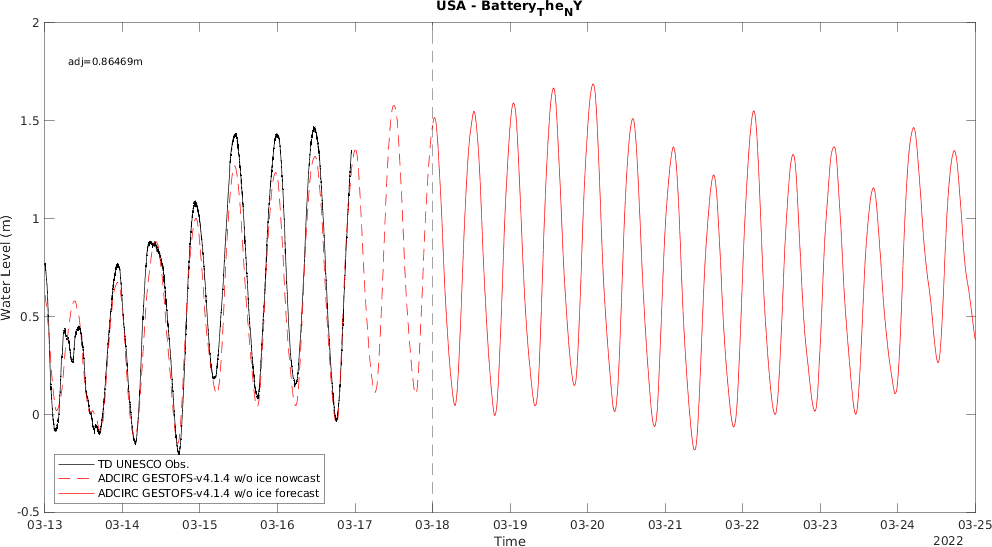 USA - BatteryTheNY
adj=0.86469m
2
1.5
1
0.5
0
-0.5
Water Level (m)
TD UNESCO Obs.
ADCIRC GESTOFS-v4.1.4 w/o ice nowcast
ADCIRC GESTOFS-v4.1.4 w/o ice forecast
03-13 03-14 03-15 03-16 03-17 03-18 03-19 03-20 03-21 03-22 03-23 03-24 03-25
Time
2022